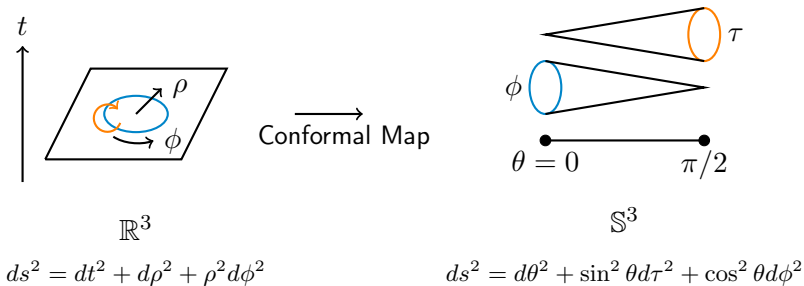 t
ρ
ϕ
Conformal Map
τ
ϕ
θ = 0
π/2
ℝ³
𝕊³
ds² = dt² + dρ² + ρ²dϕ²
ds² = dθ² + sin² θdτ² + cos² θdϕ²